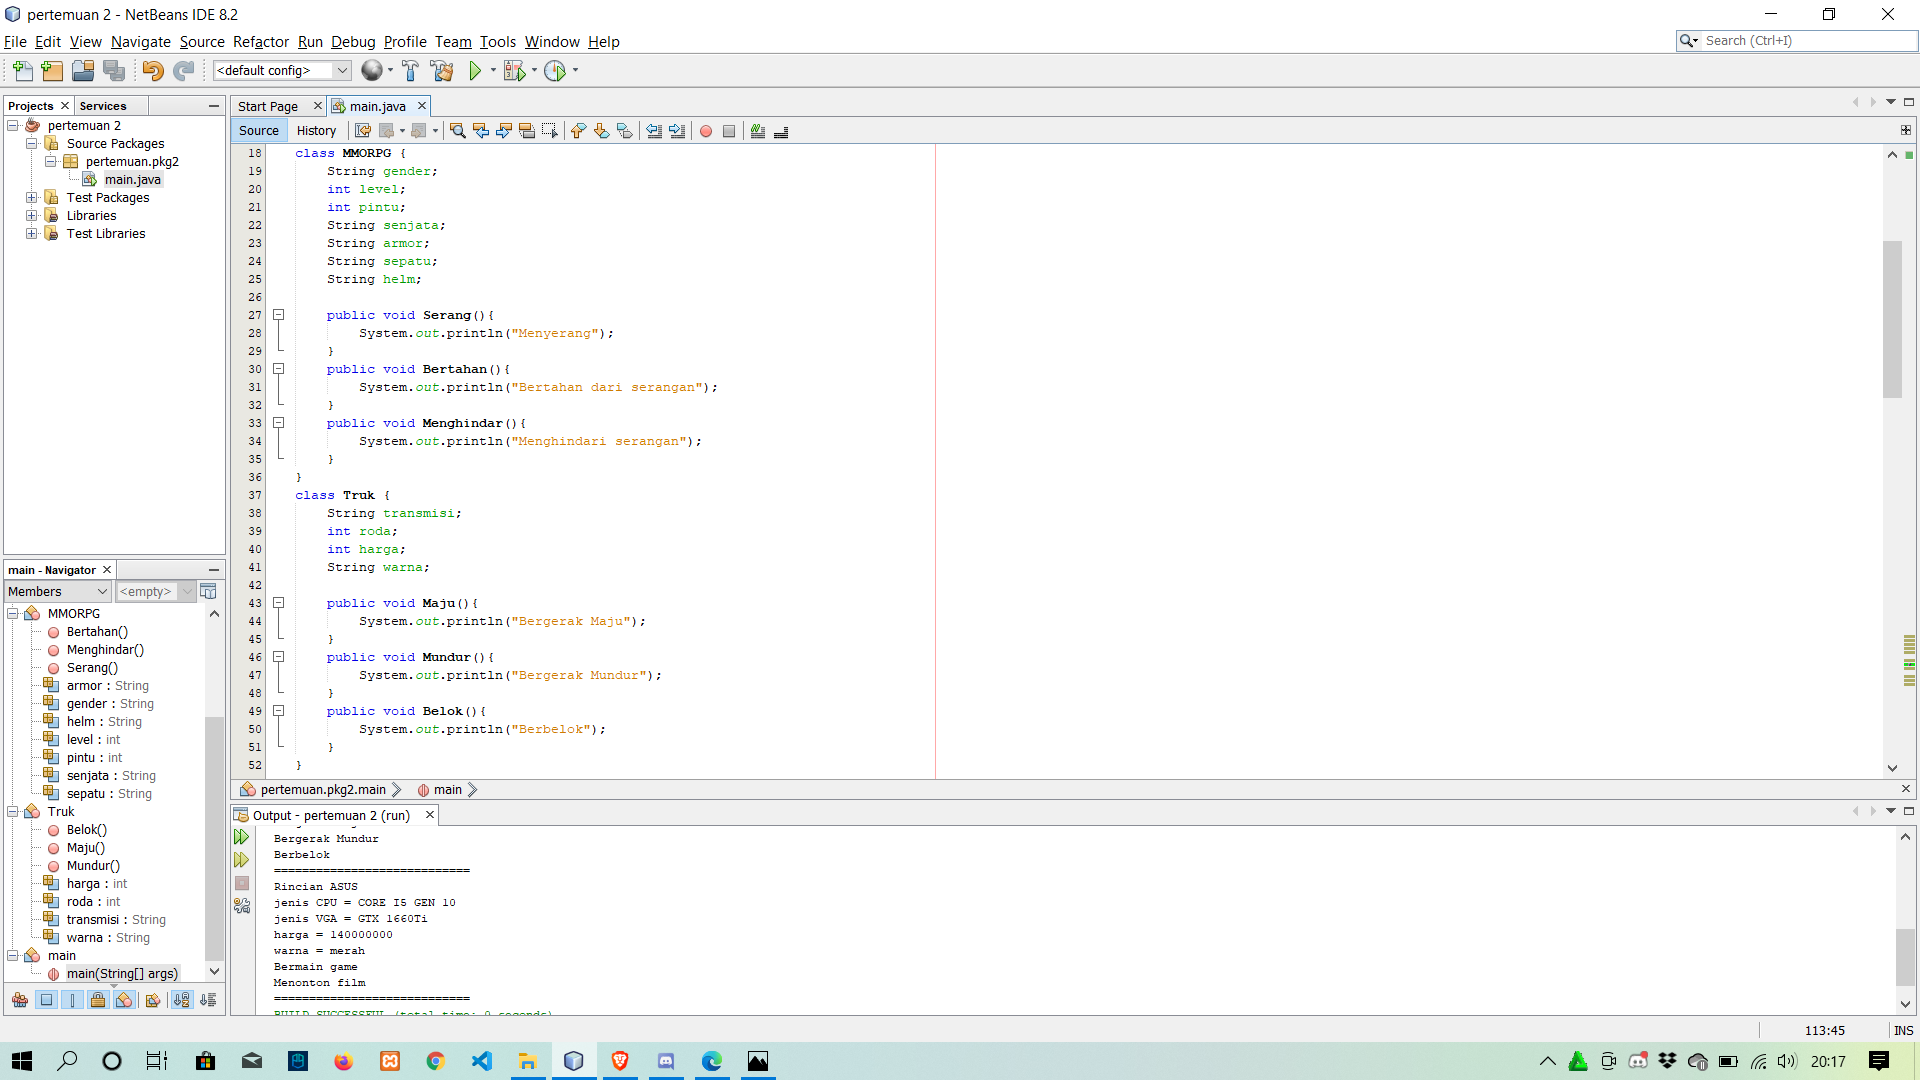 pertemuan 2 - NetBeans IDE 8.2
File Edit View Navigate Source Refactor Run Debug Profile Team Tools Window Help
Search (Ctrl+I)
<default config>
Projects Services
pertemuan 2
Source Packages
pertemuan.pkg2
main.java
Test Packages
Libraries
Test Libraries
Start Page main.java
Source History
18 class MMORPG {
19 String gender;
20 int level;
21 int pintu;
22 String senjata;
23 String armor;
24 String sepatu;
25 String helm;
26
27 public void Serang(){
28 System.out.println("Menyerang");
29 }
30 public void Bertahan(){
31 System.out.println("Bertahan dari serangan");
32 }
33 public void Menghindar(){
34 System.out.println("Menghindari serangan");
35 }
36 }
37 class Truk {
38 String transmisi;
39 int roda;
40 int harga;
41 String warna;
42
43 public void Maju(){
44 System.out.println("Bergerak Maju");
45 }
46 public void Mundur(){
47 System.out.println("Bergerak Mundur");
48 }
49 public void Belok(){
50 System.out.println("Berbelok");
51 }
52 }
main - Navigator
Members <empty>
MMORPG
Bertahan()
Menghindar()
Serang()
armor : String
gender : String
helm : String
level : int
pintu : int
senjata : String
sepatu : String
Truk
Belok()
Maju()
Mundur()
harga : int
roda : int
transmisi : String
warna : String
main
main(String[] args)
pertemuan.pkg2.main main
Output - pertemuan 2 (run)
Bergerak Mundur
Berbelok
============================
Rincian ASUS
jenis CPU = CORE I5 GEN 10
jenis VGA = GTX 1660Ti
harga = 140000000
warna = merah
Bermain game
Menonton film
============================
BUILD SUCCESSFUL (total time: 0 seconds)
113:45 INS
20:17